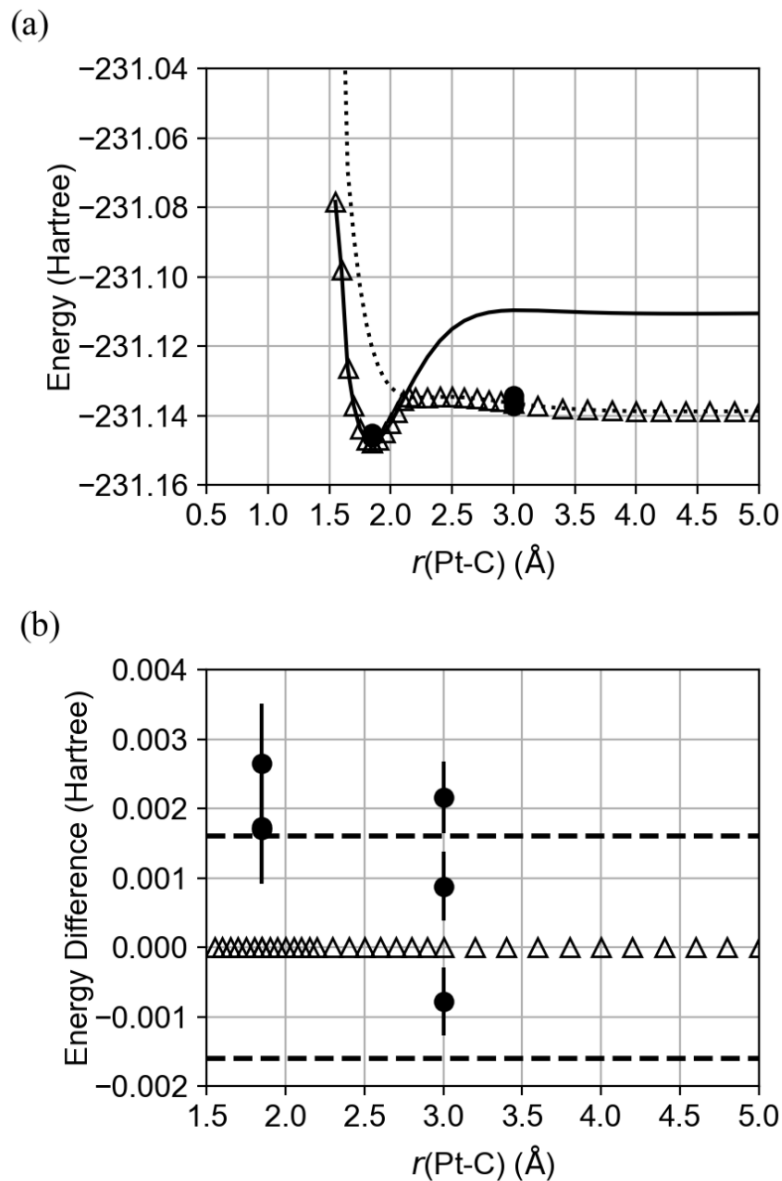 (a)
−231.04
−231.06
−231.08
−231.10
−231.12
−231.14
−231.16
Energy (Hartree)
0.5 1.0 1.5 2.0 2.5 3.0 3.5 4.0 4.5 5.0
r(Pt-C) (Å)
(b)
0.004
0.003
0.002
0.001
0.000
−0.001
−0.002
Energy Difference (Hartree)
1.5 2.0 2.5 3.0 3.5 4.0 4.5 5.0
r(Pt-C) (Å)